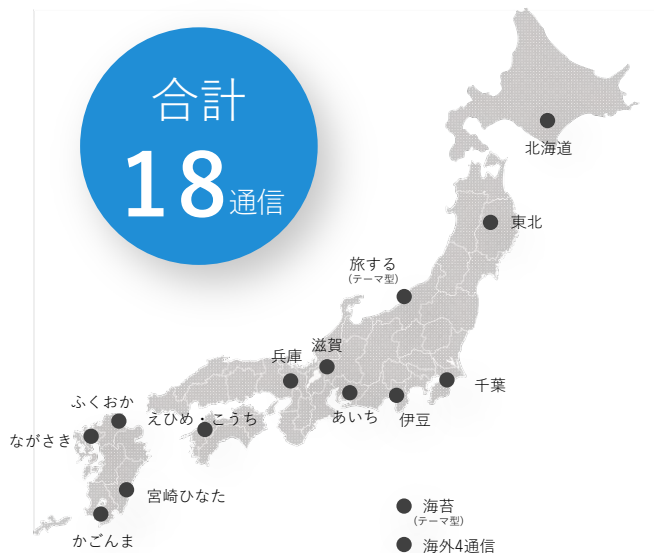 合計
18通信
北海道
東北
旅する
(テーマ型)
滋賀
兵庫
千葉
ふくおか
えひめ・こうち
あいち
伊豆
ながさき
宮崎ひなた
海苔
(テーマ型)
かごんま
海外4通信